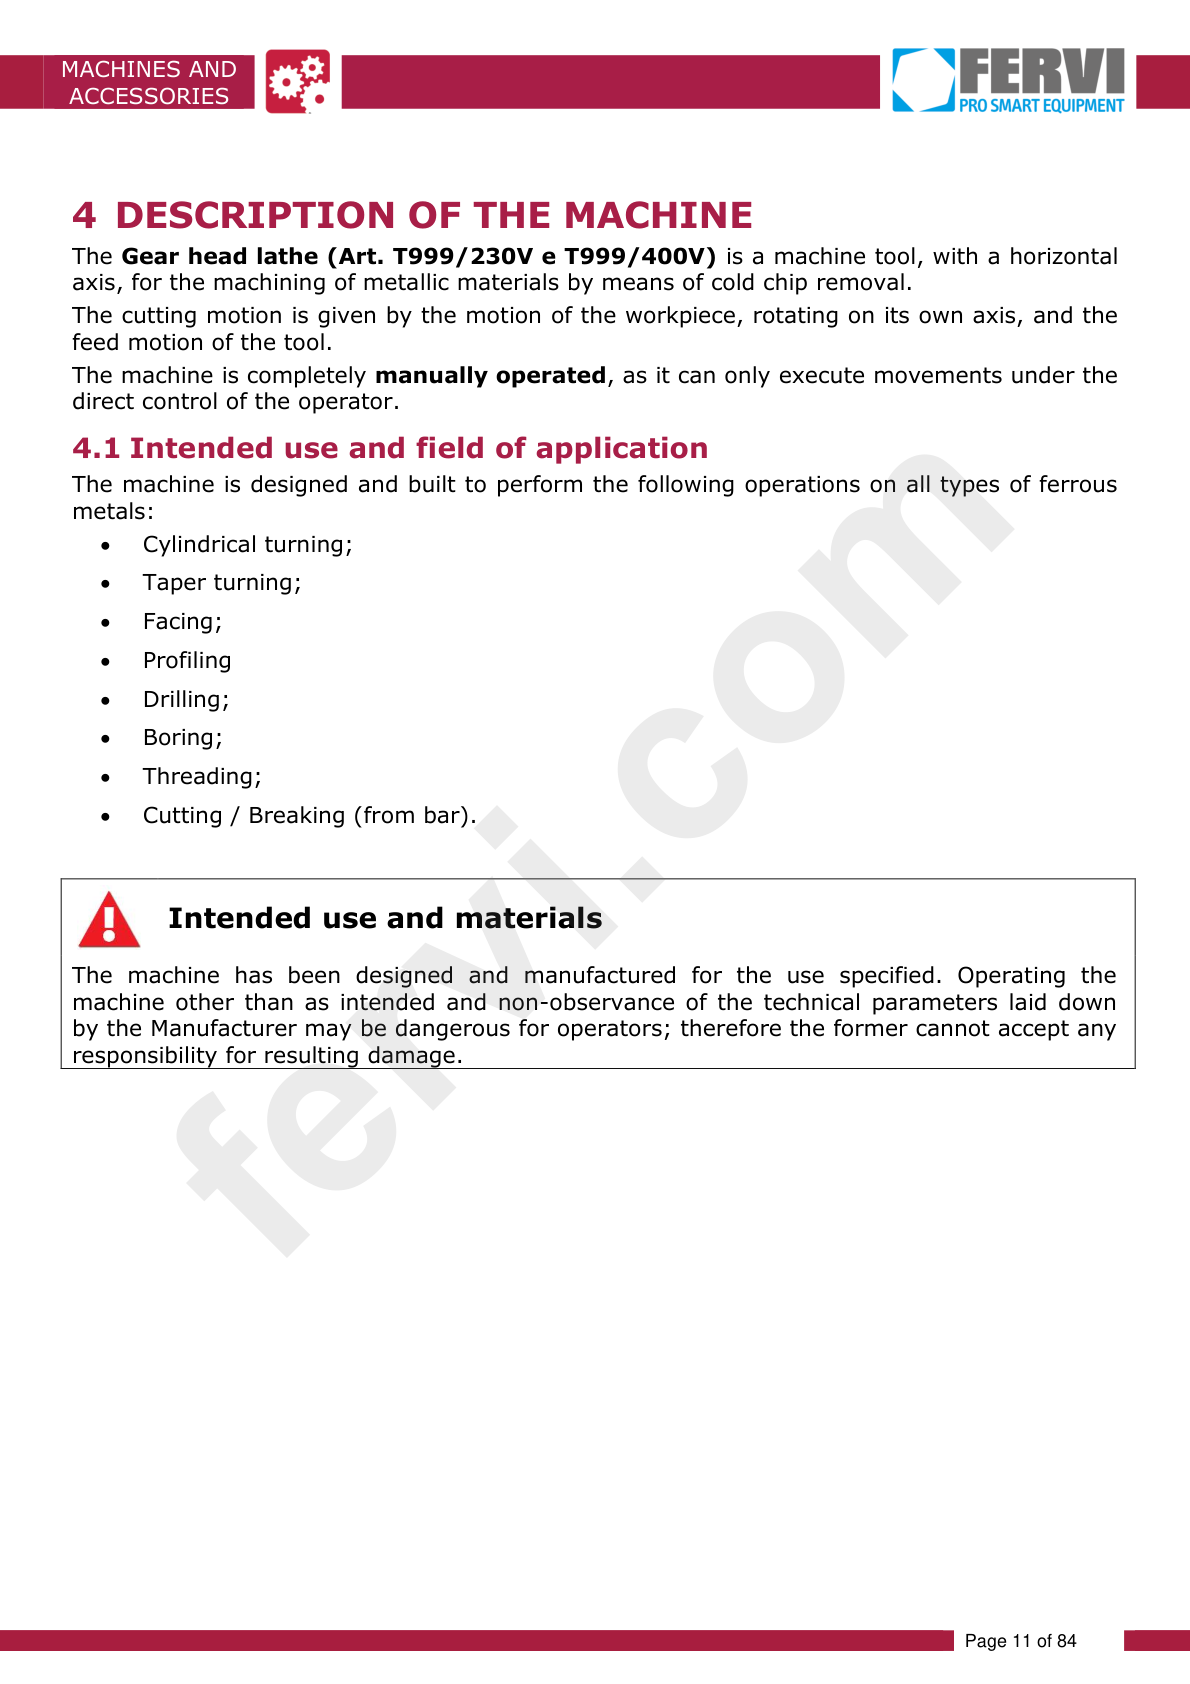 MACHINES AND
ACCESSORIES
FERVI
PRO SMART EQUIPMENT
4 DESCRIPTION OF THE MACHINE
The Gear head lathe (Art. T999/230V e T999/400V) is a machine tool, with a horizontal
axis, for the machining of metallic materials by means of cold chip removal.
The cutting motion is given by the motion of the workpiece, rotating on its own axis, and the
feed motion of the tool.
The machine is completely manually operated, as it can only execute movements under the
direct control of the operator.
4.1 Intended use and field of application
The machine is designed and built to perform the following operations on all types of ferrous
metals:
• Cylindrical turning;
• Taper turning;
• Facing;
• Profiling
• Drilling;
• Boring;
• Threading;
• Cutting / Breaking (from bar).
Intended use and materials
The machine has been designed and manufactured for the use specified. Operating the
machine other than as intended and non-observance of the technical parameters laid down
by the Manufacturer may be dangerous for operators; therefore the former cannot accept any
responsibility for resulting damage.
fervi.com
Page 11 of 84